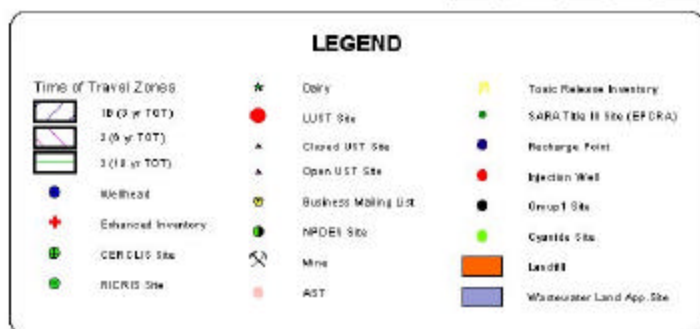 LEGEND
Time of Travel Zones
1B (3 yr TOT)
2 (6 yr TOT)
3 (10 yr TOT)
Wellhead
Enhanced Inventory
CERCLIS Site
RICRIS Site
Dairy
LUST Site
Closed UST Site
Open UST Site
Business Mailing List
NPDES Site
Mine
AST
Toxic Release Inventory
SARA Title III Site (EPCRA)
Recharge Point
Injection Well
Group1 Site
Cyanide Site
Landfill
Wastewater Land App. Site